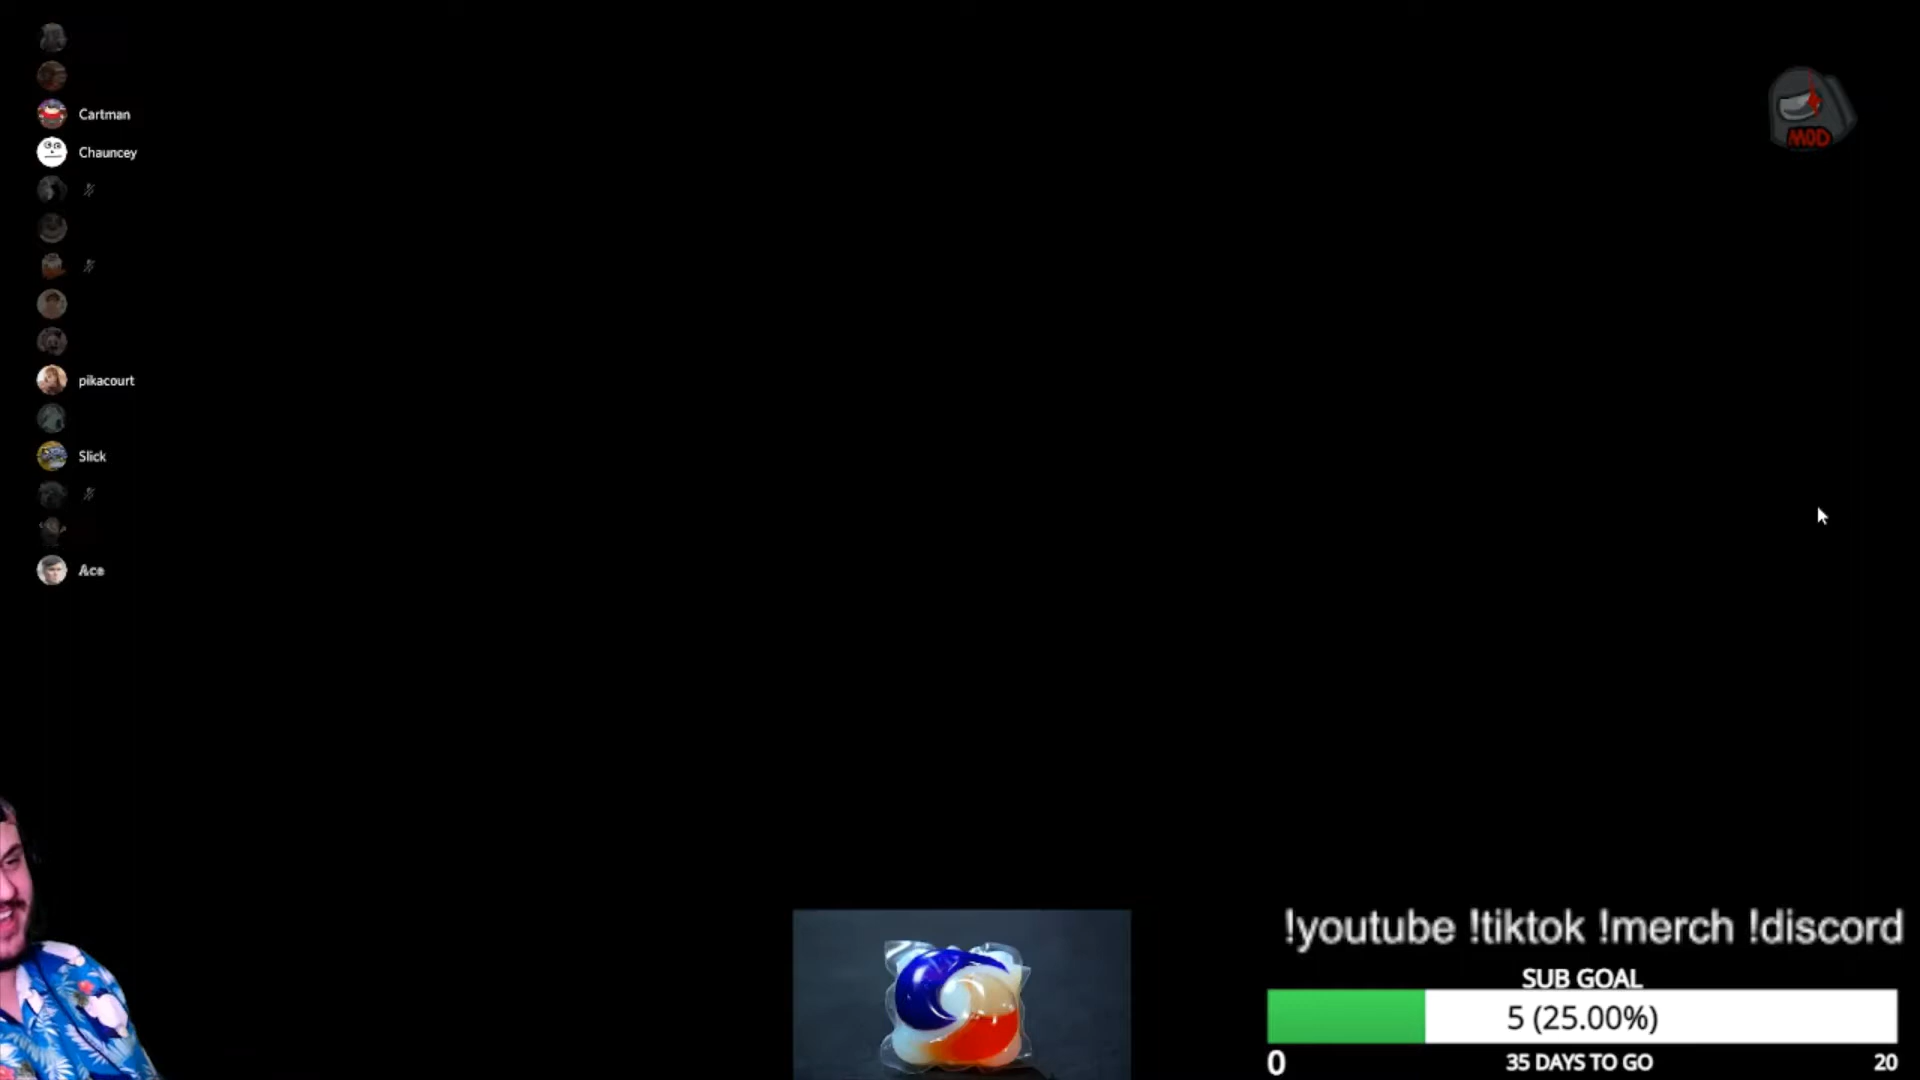 Cartman
Chauncey
pikacourt
Slick
Ace
MOD
!youtube !tiktok !merch !discord
SUB GOAL
5 (25.00%)
0 35 DAYS TO GO 20